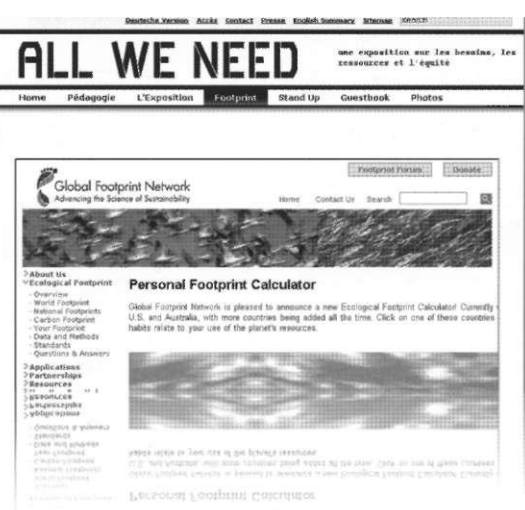 Deutsche Version Accès Contact Presse English Summary Sitemap SEARCH
ALL WE NEED
une exposition sur les besoins, les
ressources et l'équité
Home Pédagogie L'Exposition Footprint Stand Up Guestbook Photos
Footprint Forum Donate
Global Footprint Network
Advancing the Science of Sustainability
Home Contact Us Search
About Us
Ecological Footprint
- Overview
- World Footprint
- National Footprints
- Carbon Footprint
- Your Footprint
- Data and Methods
- Standards
- Questions & Answers
Applications
Partnerships
Resources
Personal Footprint Calculator
Global Footprint Network is pleased to announce a new Ecological Footprint Calculator! Currently
U.S. and Australia, with more countries being added all the time. Click on one of these countries
habits relate to your use of the planet's resources.